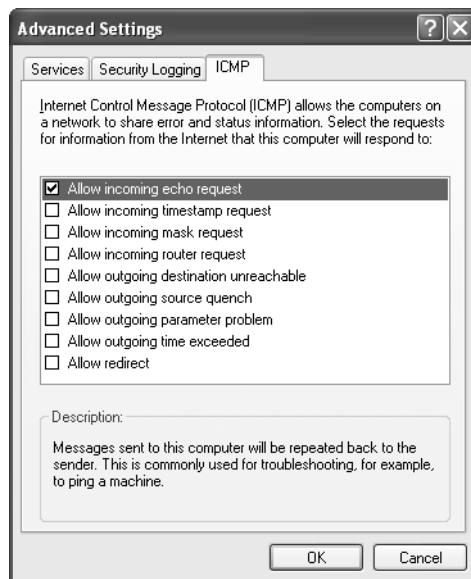 Advanced Settings
Services Security Logging ICMP
Internet Control Message Protocol (ICMP) allows the computers on
a network to share error and status information. Select the requests
for information from the Internet that this computer will respond to:
Allow incoming echo request
Allow incoming timestamp request
Allow incoming mask request
Allow incoming router request
Allow outgoing destination unreachable
Allow outgoing source quench
Allow outgoing parameter problem
Allow outgoing time exceeded
Allow redirect
Description:
Messages sent to this computer will be repeated back to the
sender. This is commonly used for troubleshooting, for example,
to ping a machine.
OK Cancel